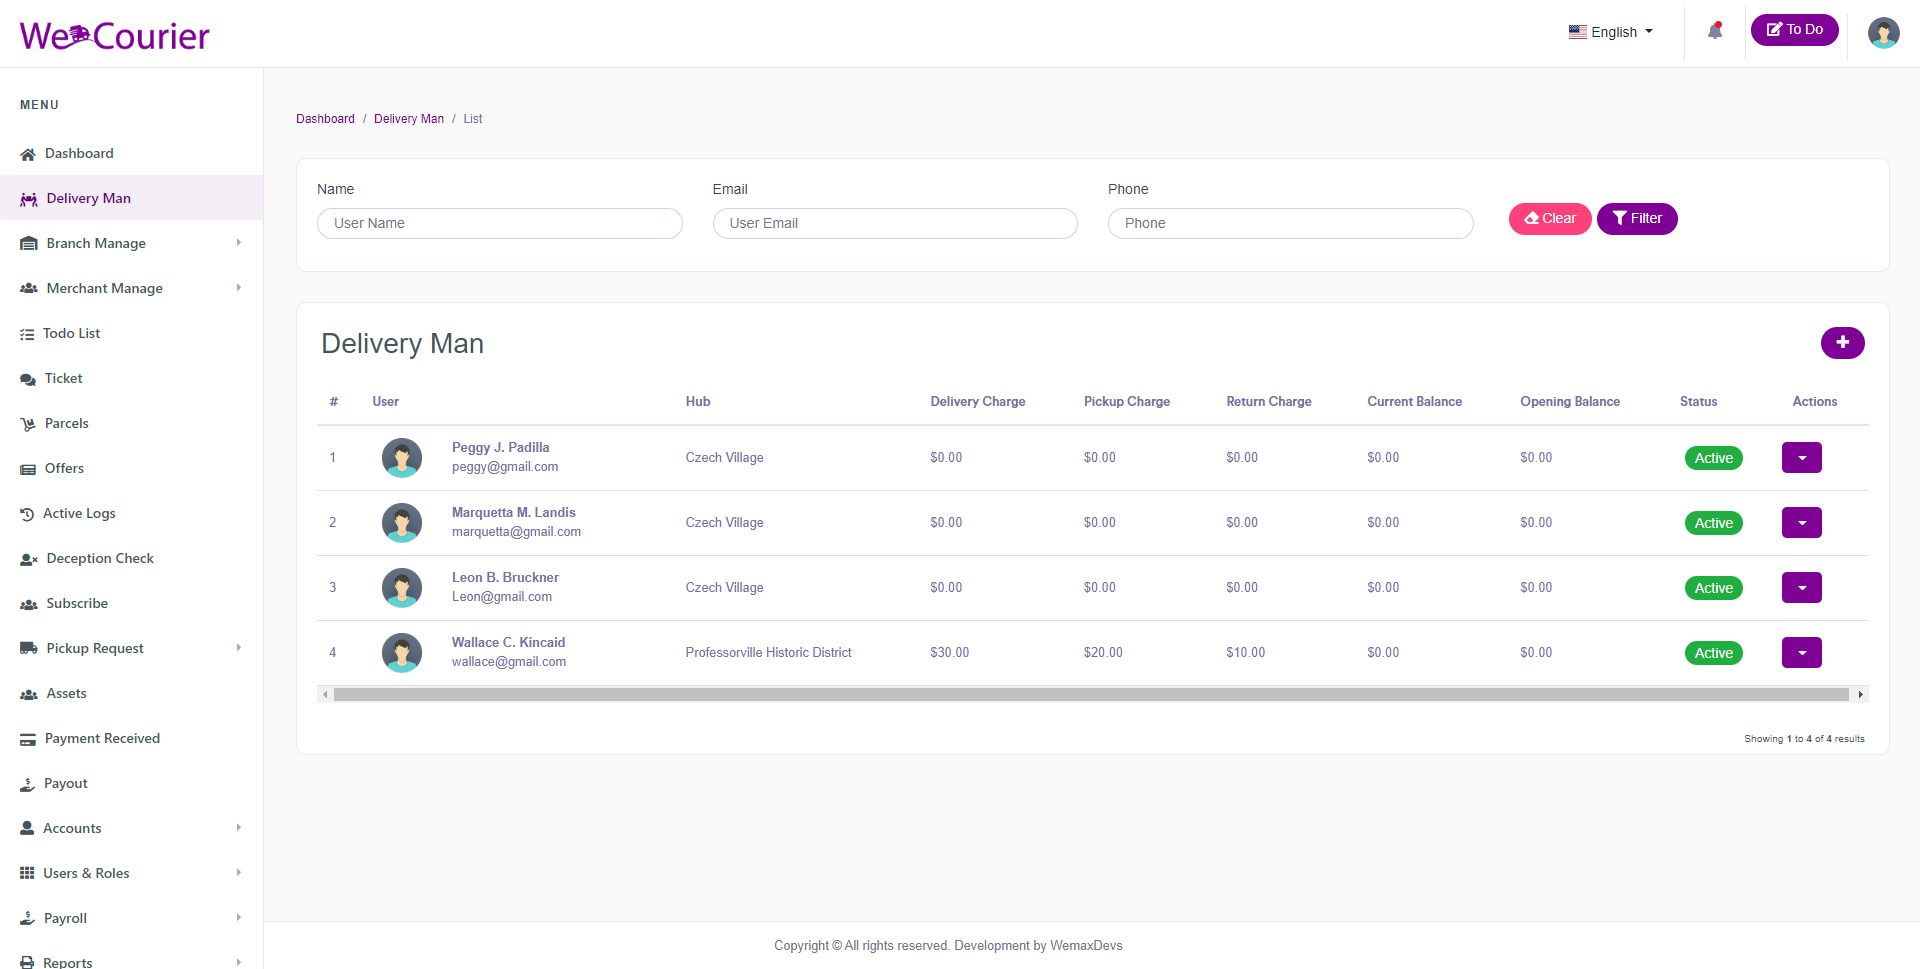 We Courier
English
To Do
MENU
Dashboard
Delivery Man
Branch Manage
Merchant Manage
Todo List
Ticket
Parcels
Offers
Active Logs
Deception Check
Subscribe
Pickup Request
Assets
Payment Received
Payout
Accounts
Users & Roles
Payroll
Reports
Dashboard / Delivery Man / List
Name Email Phone
User Name User Email Phone Clear Filter
Delivery Man
# User Hub Delivery Charge Pickup Charge Return Charge Current Balance Opening Balance Status Actions
1 Peggy J. Padilla
peggy@gmail.com Czech Village $0.00 $0.00 $0.00 $0.00 $0.00 Active
2 Marquetta M. Landis
marquetta@gmail.com Czech Village $0.00 $0.00 $0.00 $0.00 $0.00 Active
3 Leon B. Bruckner
Leon@gmail.com Czech Village $0.00 $0.00 $0.00 $0.00 $0.00 Active
4 Wallace C. Kincaid
wallace@gmail.com Professorville Historic District $30.00 $20.00 $10.00 $0.00 $0.00 Active
Showing 1 to 4 of 4 results
Copyright © All rights reserved. Development by WemaxDevs